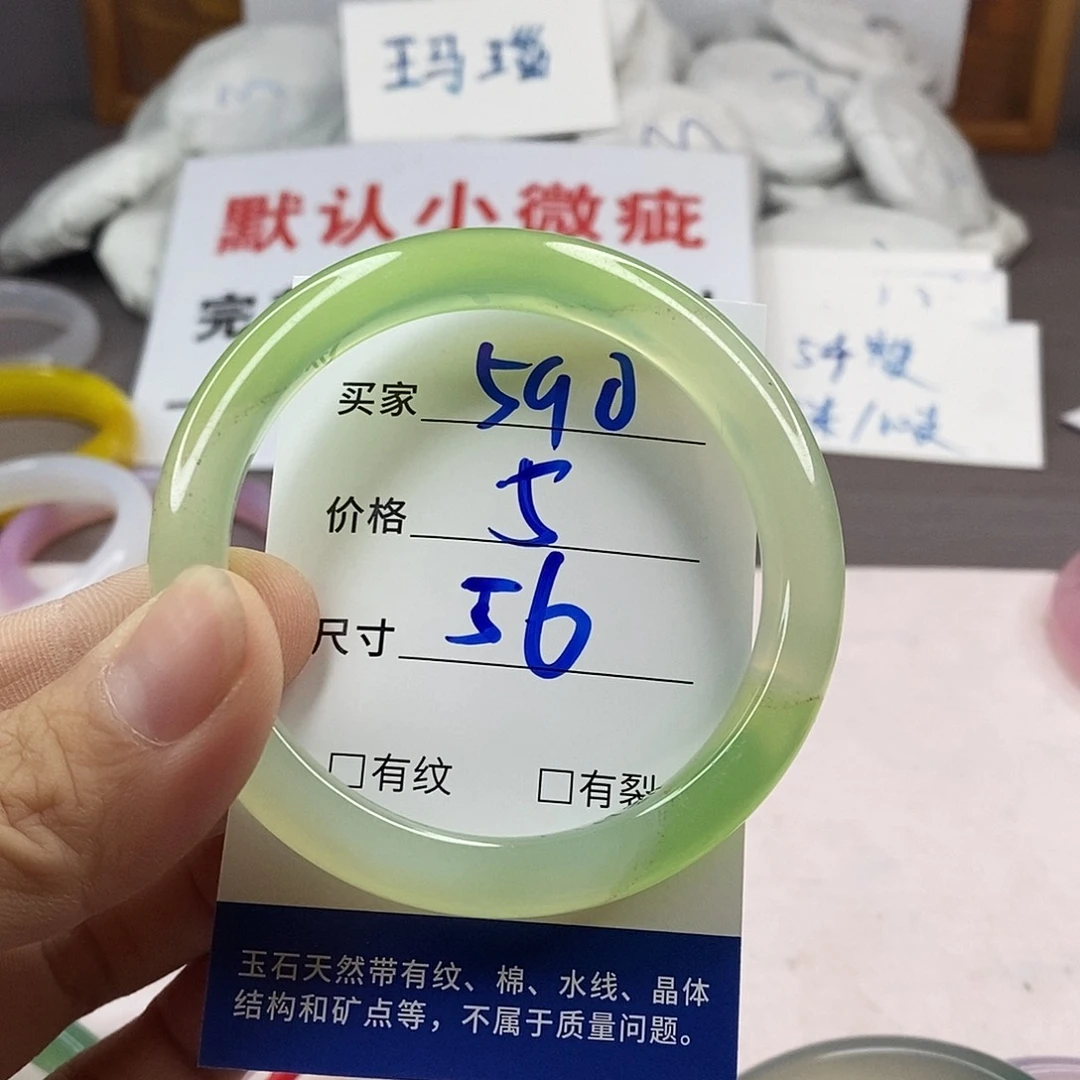 玉玛瑙
默认小微疵
完
买家 590
价格 5
尺寸 56
54
□有纹 □有裂
玉石天然带有纹、棉、水线、晶体
结构和矿点等，不属于质量问题。